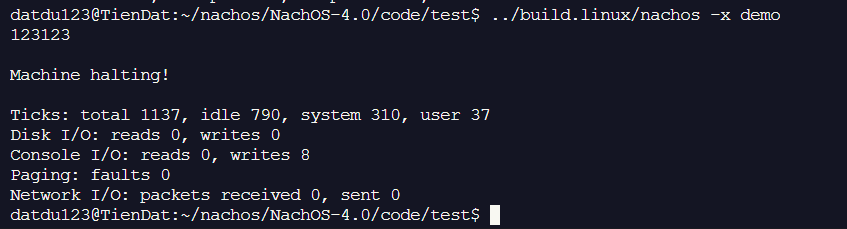 datdu123@TienDat:~/nachos/NachOS-4.0/code/test$ ../build.linux/nachos -x demo
123123
Machine halting!
Ticks: total 1137, idle 790, system 310, user 37
Disk I/O: reads 0, writes 0
Console I/O: reads 0, writes 8
Paging: faults 0
Network I/O: packets received 0, sent 0
datdu123@TienDat:~/nachos/NachOS-4.0/code/test$